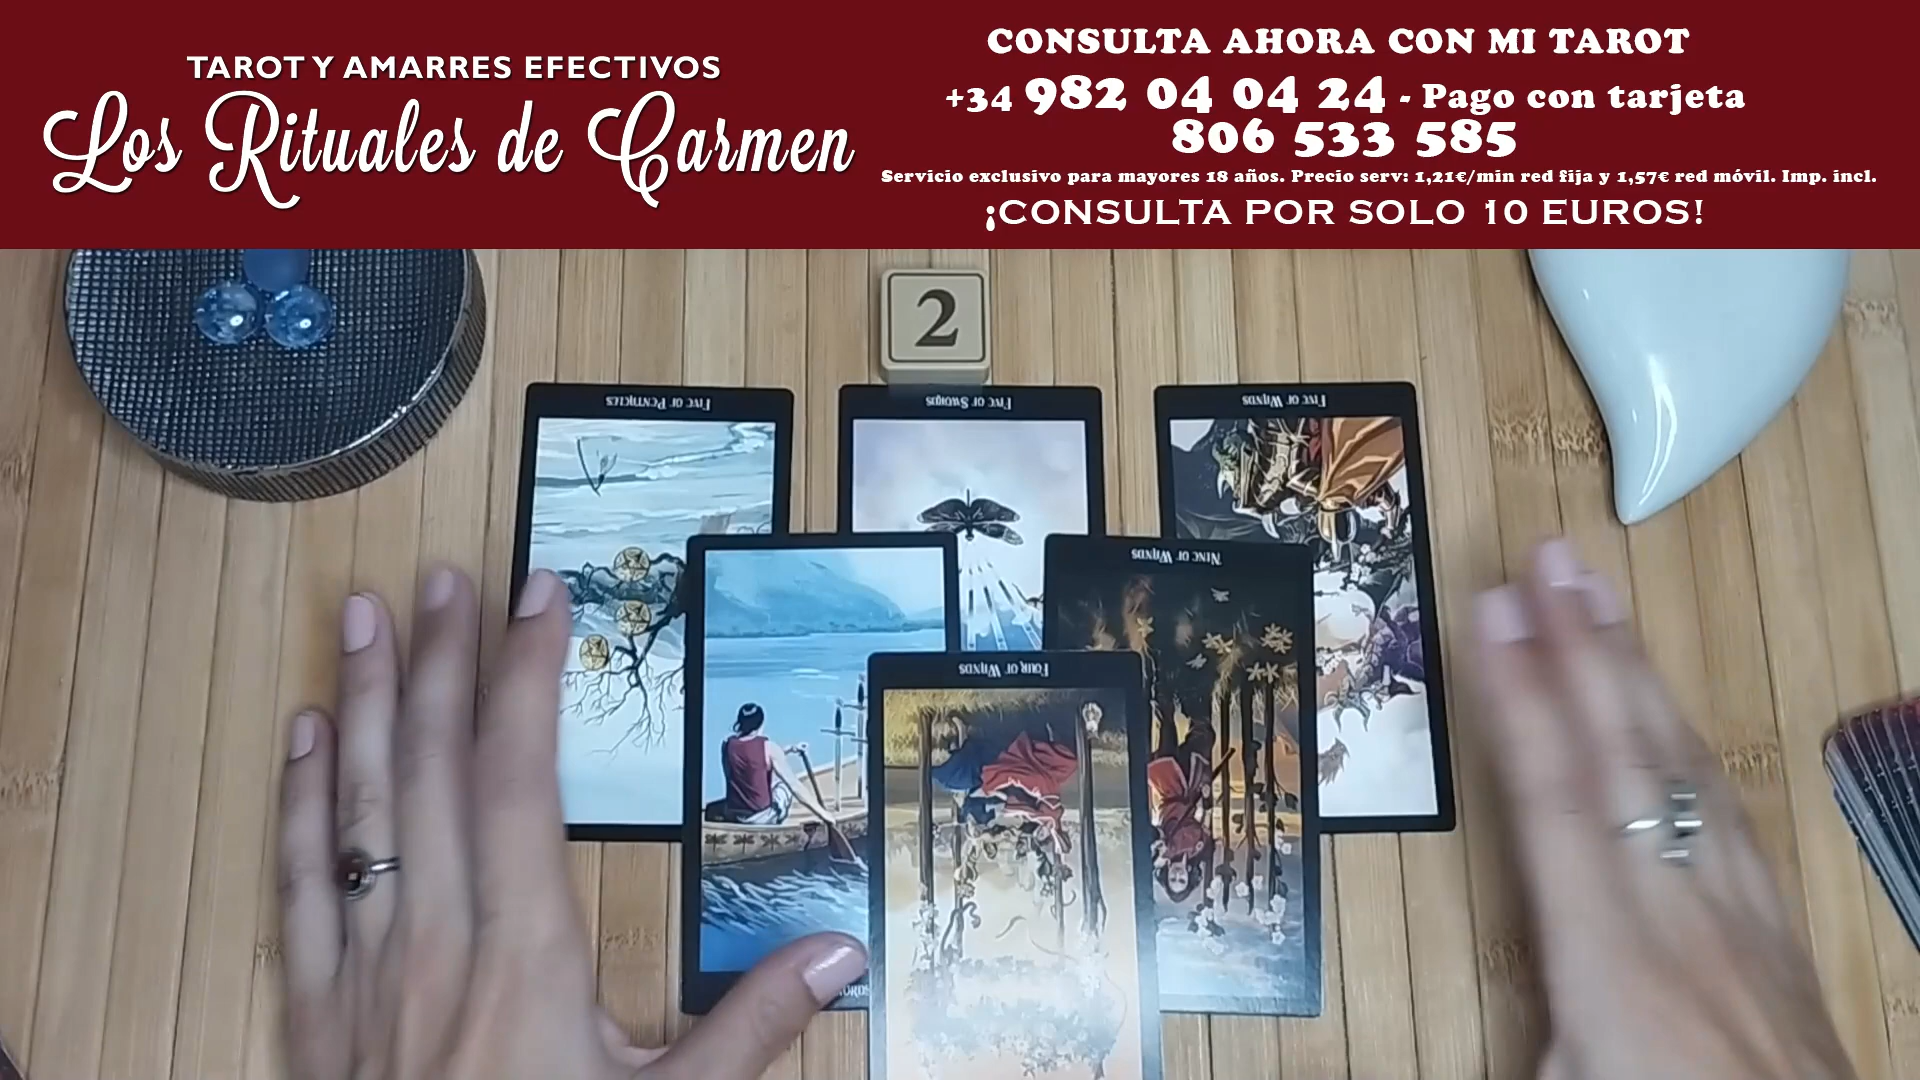 TAROT Y AMARRES EFECTIVOS
Los Rituales de Carmen
CONSULTA AHORA CON MI TAROT
+34 982 04 04 24 - Pago con tarjeta
806 533 585
Servicio exclusivo para mayores 18 años. Precio serv: 1,21€/min red fija y 1,57€ red móvil. Imp. incl.
¡CONSULTA POR SOLO 10 EUROS!
2
FIVE OF PENTACLES
FIVE OF SWORDS
FIVE OF WINDS
NINE OF WINDS
FOUR OF WINDS